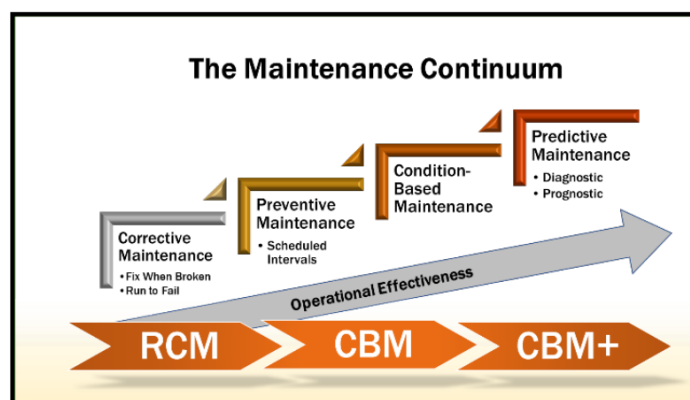 The Maintenance Continuum
Corrective
Maintenance
•Fix When Broken
•Run to Fail
Preventive
Maintenance
• Scheduled
Intervals
Condition-
Based
Maintenance
Predictive
Maintenance
• Diagnostic
• Prognostic
Operational Effectiveness
RCM
CBM
CBM+